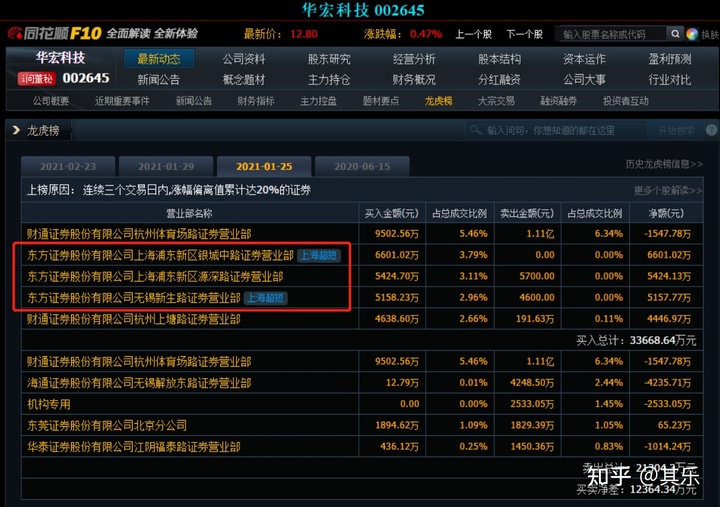 华宏科技 002645
同花顺F10 全面解读 全新体验 最新价：12.80 涨跌幅：0.47% 上一个股 下一个股 输入股票名称或代码 换肤
华宏科技 最新动态 公司资料 股东研究 经营分析 股本结构 资本运作 盈利预测
问董秘 002645 新闻公告 概念题材 主力持仓 财务概况 分红融资 公司大事 行业对比
公司概要 近期重要事件 新闻公告 财务指标 主力控盘 题材要点 龙虎榜 大宗交易 融资融券 投资者互动
龙虎榜 输入问句，你想知道的都在这里 开始搜索 ?
2021-02-23 2021-01-29 2021-01-25 2020-06-15 历史龙虎榜信息>>
上榜原因：连续三个交易日内,涨幅偏离值累计达20%的证券 更多个股解读>>
营业部名称 买入金额(元) 占总成交比例 卖出金额(元) 占总成交比例 净额(元)
财通证券股份有限公司杭州体育场路证券营业部 9502.56万 5.46% 1.11亿 6.34% -1547.78万
东方证券股份有限公司上海浦东新区银城中路证券营业部 上海超短 6601.02万 3.79% 0.00 0.00% 6601.02万
东方证券股份有限公司上海浦东新区源深路证券营业部 5424.70万 3.11% 5700.00 0.00% 5424.13万
东方证券股份有限公司无锡新生路证券营业部 上海超短 5158.23万 2.96% 4600.00 0.00% 5157.77万
财通证券股份有限公司杭州上塘路证券营业部 4638.60万 2.66% 191.63万 0.11% 4446.97万
买入总计：33668.64万元
财通证券股份有限公司杭州体育场路证券营业部 9502.56万 5.46% 1.11亿 6.34% -1547.78万
海通证券股份有限公司无锡解放东路证券营业部 12.79万 0.01% 4248.50万 2.44% -4235.71万
机构专用 0.00 0.00% 2533.05万 1.45% -2533.05万
东莞证券股份有限公司北京分公司 1894.62万 1.09% 1829.39万 1.05% 65.23万
华泰证券股份有限公司江阴福泰路证券营业部 436.12万 0.25% 1450.36万 0.83% -1014.24万
卖出总计：21304.3万元
买卖净差：12364.34万元
知乎 @其乐